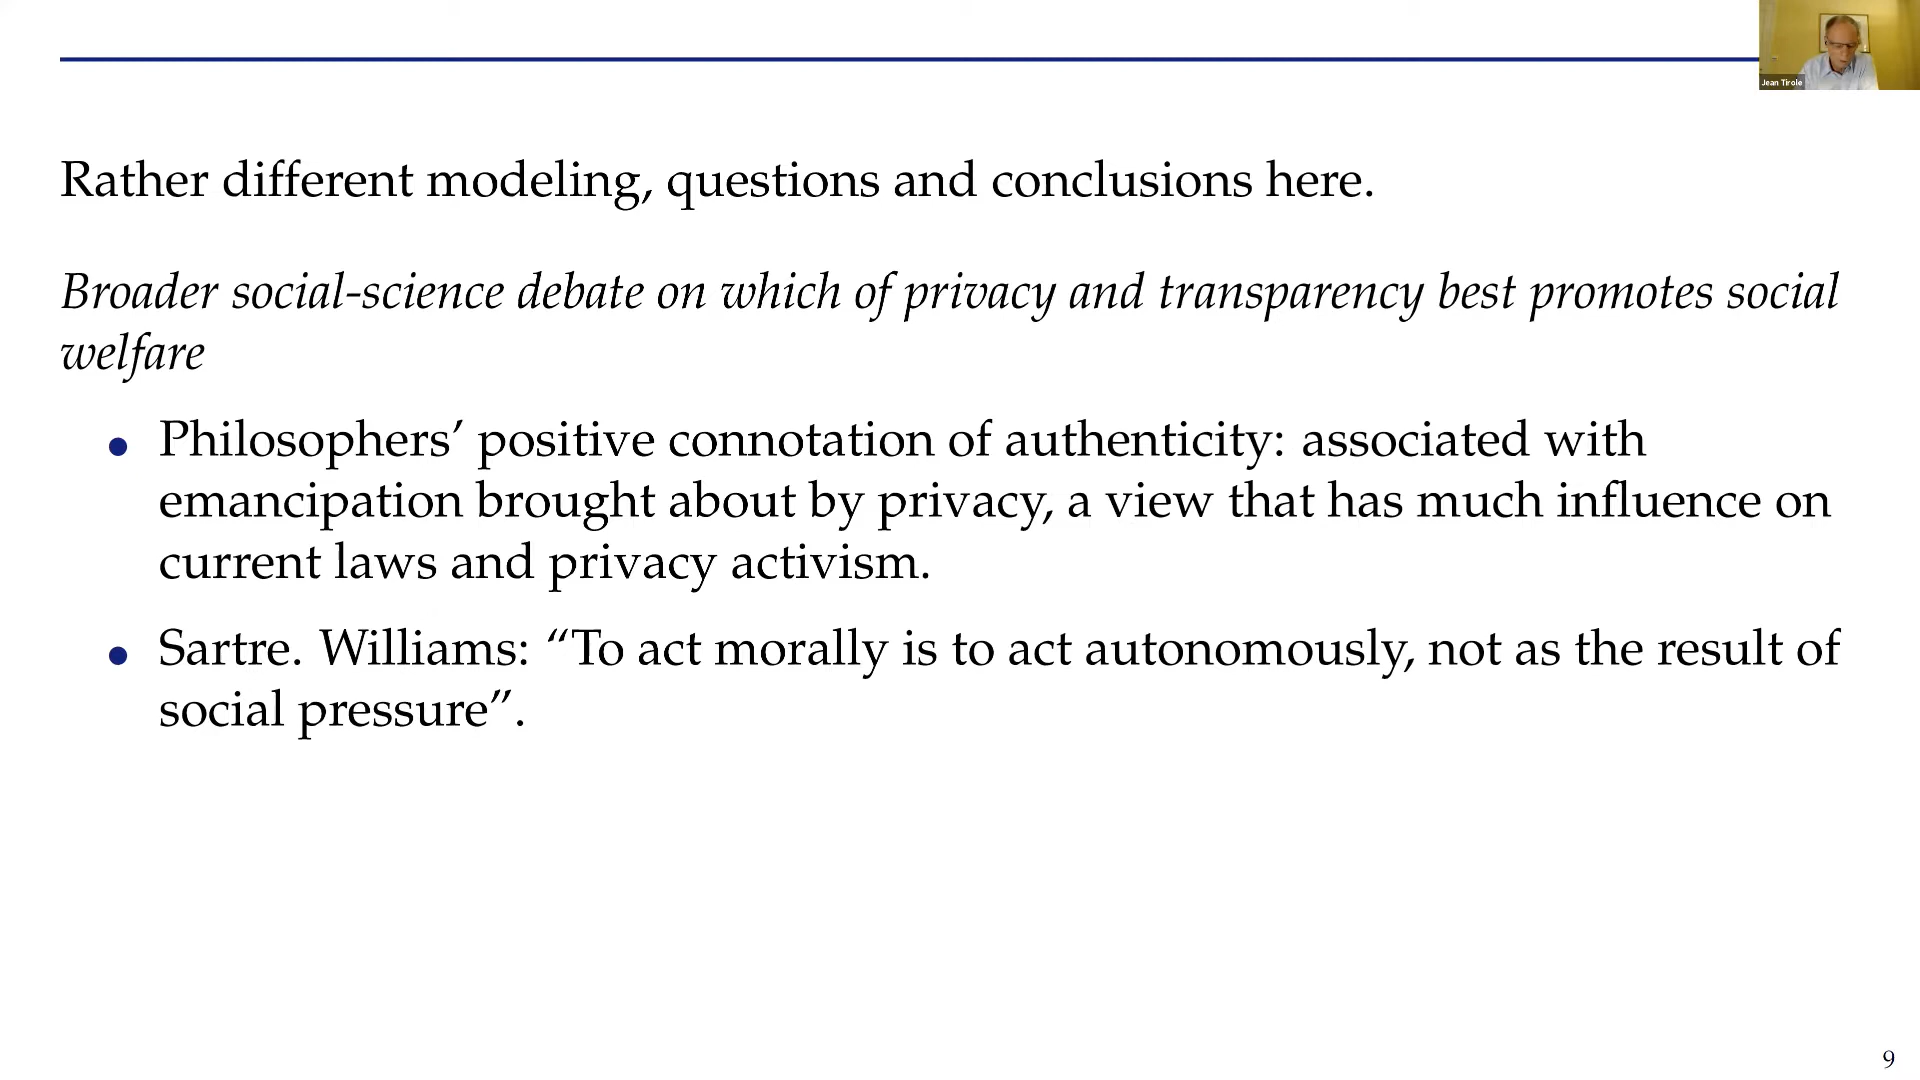 Jean Tirole
Rather different modeling, questions and conclusions here.
Broader social-science debate on which of privacy and transparency best promotes social
welfare
• Philosophers’ positive connotation of authenticity: associated with
emancipation brought about by privacy, a view that has much influence on
current laws and privacy activism.
• Sartre. Williams: “To act morally is to act autonomously, not as the result of
social pressure”.
9